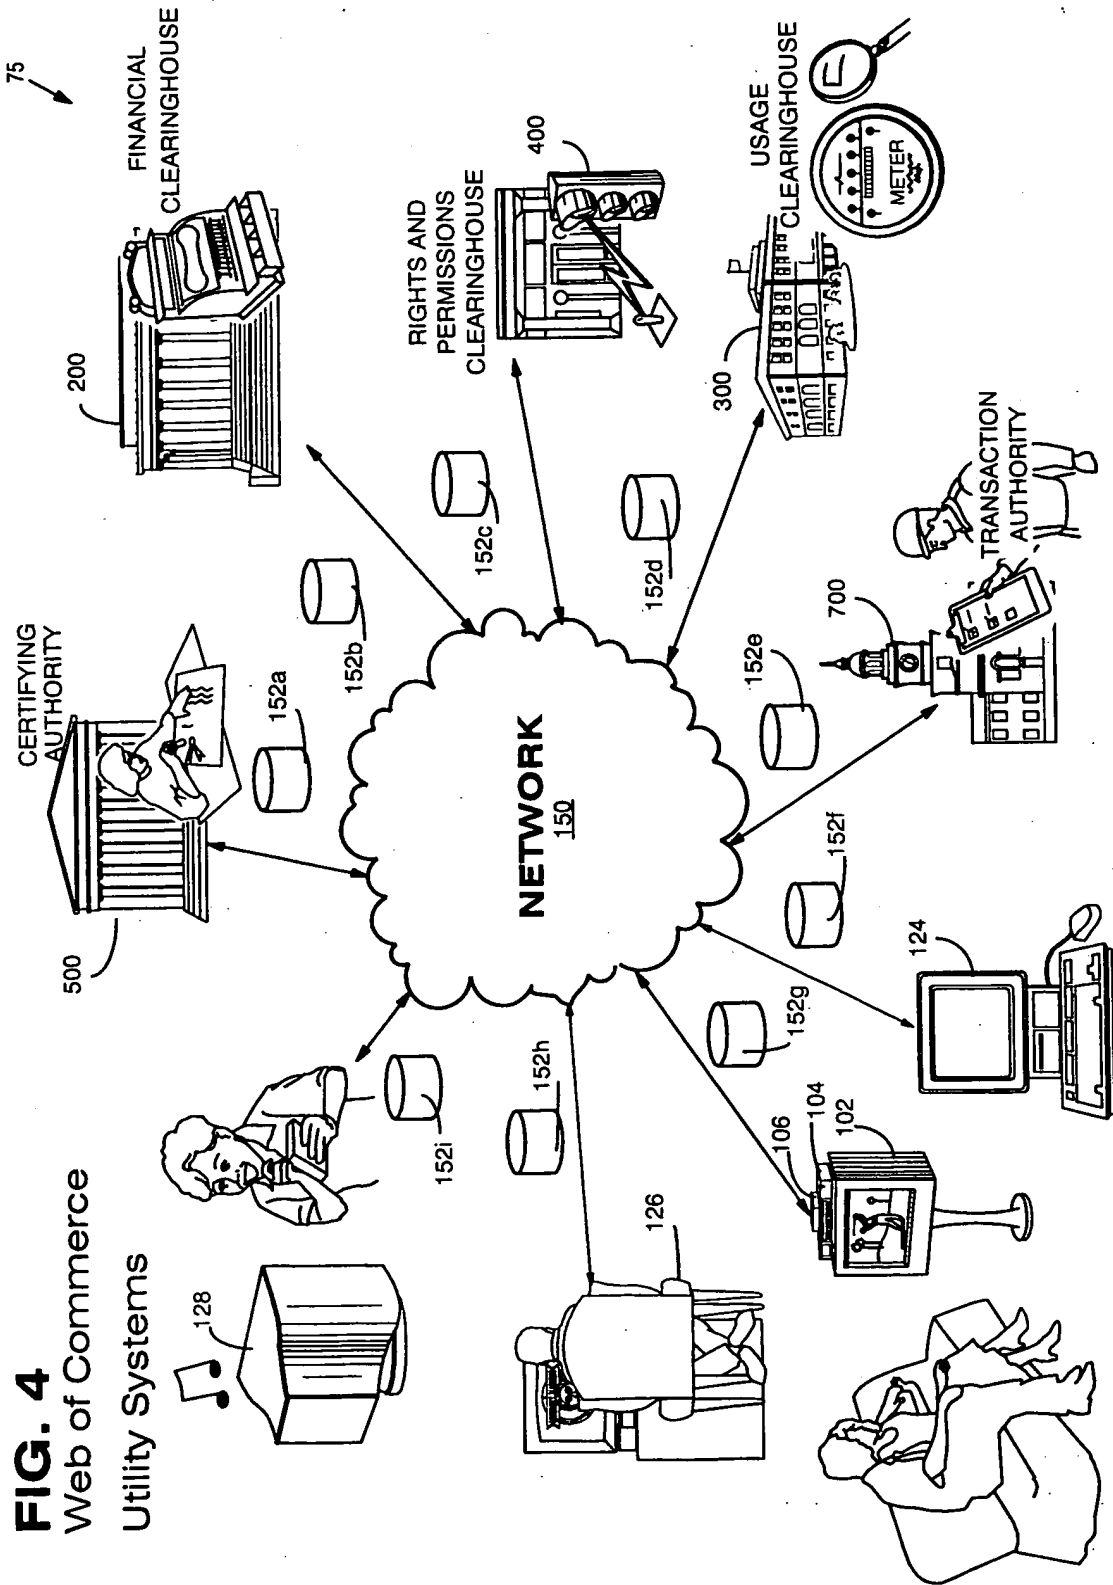 FIG. 4
Web of Commerce
Utility Systems
75
128
500
CERTIFYING
AUTHORITY
200
FINANCIAL
CLEARINGHOUSE
152i
152a
152b
152c
RIGHTS AND
PERMISSIONS
CLEARINGHOUSE
400
126
152h
NETWORK
150
152d
300
USAGE
CLEARINGHOUSE
METER
106
104
102
152g
152f
152e
124
700
TRANSACTION
AUTHORITY